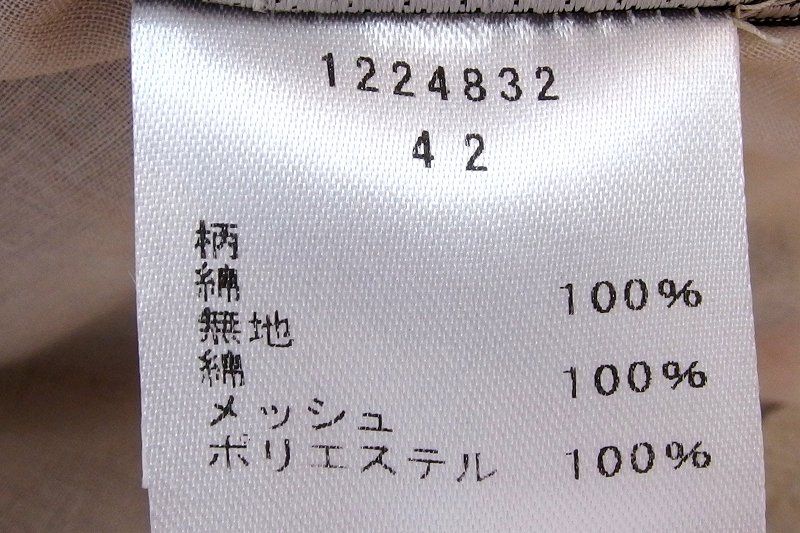 1224832
42
柄
綿 100%
無地
綿 100%
メッシュ
ポリエステル 100%